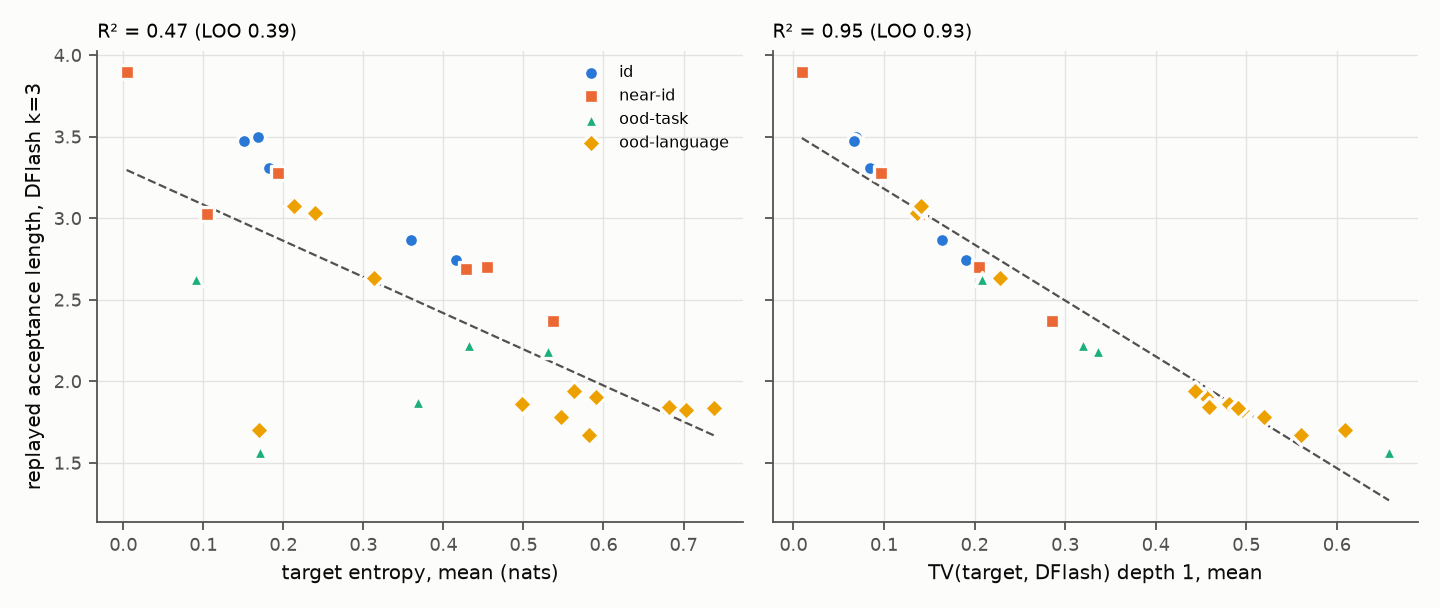 R² = 0.47 (LOO 0.39)
R² = 0.95 (LOO 0.93)
replayed acceptance length, DFlash k=3
4.0
3.5
3.0
2.5
2.0
1.5
id
near-id
ood-task
ood-language
0.0 0.1 0.2 0.3 0.4 0.5 0.6 0.7
target entropy, mean (nats)
0.0 0.1 0.2 0.3 0.4 0.5 0.6
TV(target, DFlash) depth 1, mean